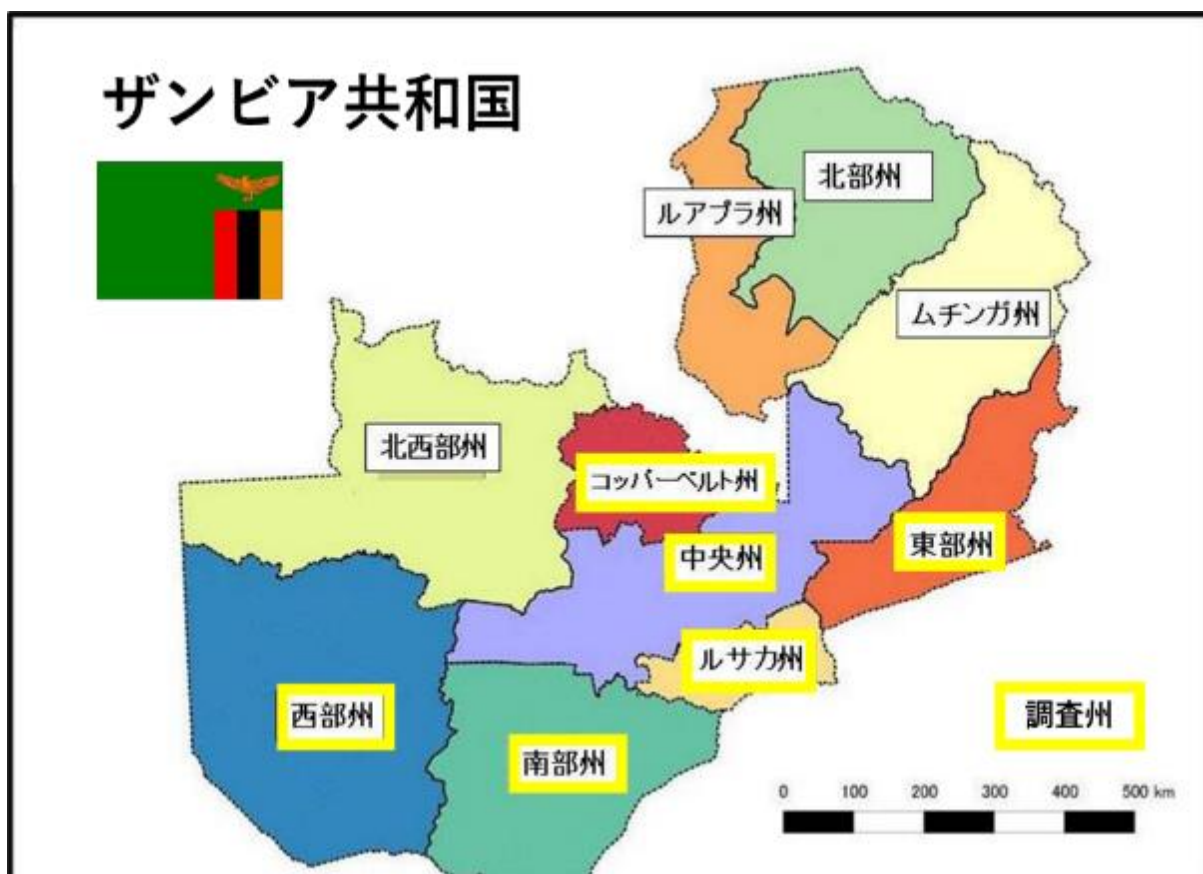 ザンビア共和国
北部州
ルアプラ州
ムチンガ州
北西部州
コッパーベルト州
東部州
中央州
ルサカ州
西部州
調査州
南部州
0 100 200 300 400 500 km